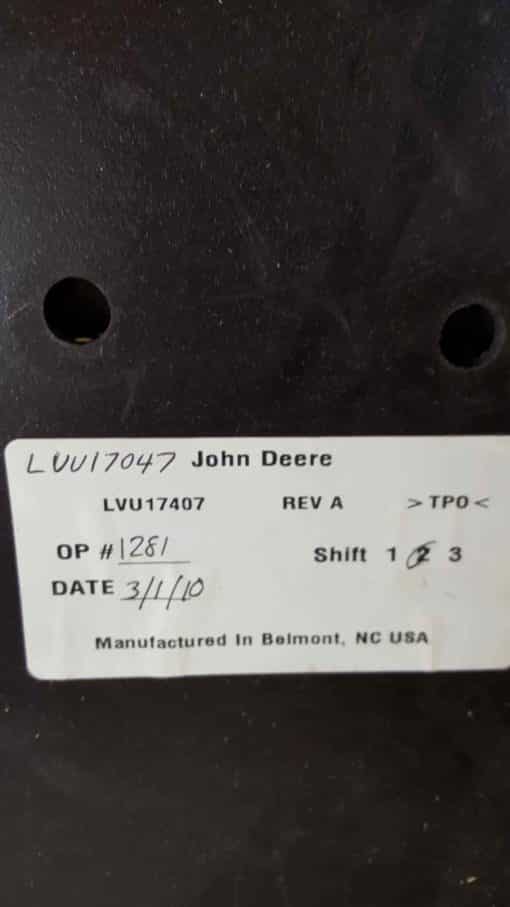 LVU17047 John Deere
LVU17407 REV A >TPO<
OP #1281 Shift 1 2 3
DATE 3/1/10
Manufactured In Belmont, NC USA